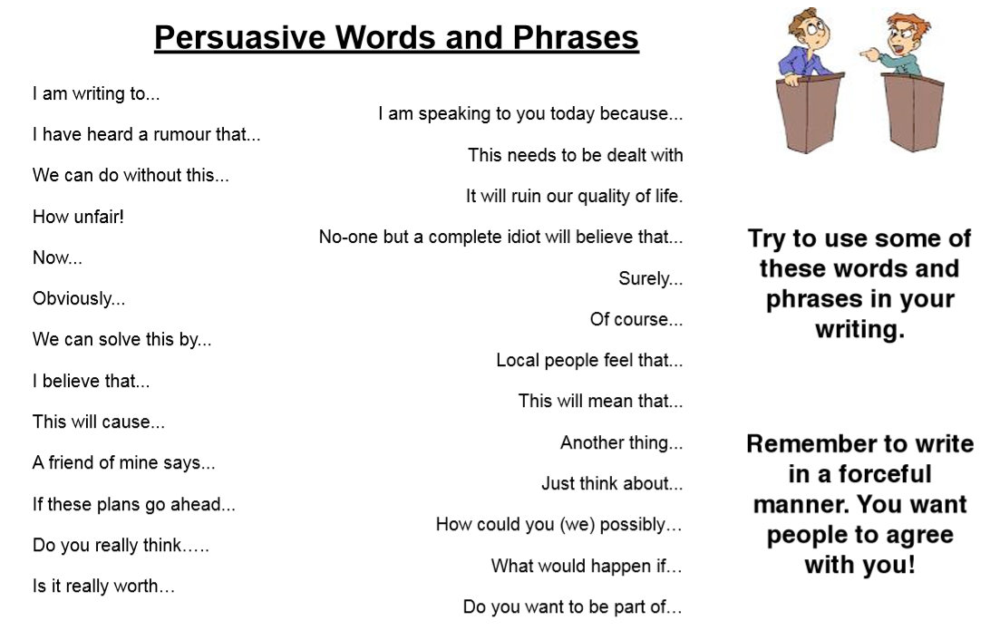 Persuasive Words and Phrases
I am writing to...
I have heard a rumour that...
We can do without this...
How unfair!
Now...
Obviously...
We can solve this by...
I believe that...
This will cause...
A friend of mine says...
If these plans go ahead...
Do you really think…..
Is it really worth…
I am speaking to you today because...
This needs to be dealt with
It will ruin our quality of life.
No-one but a complete idiot will believe that...
Surely...
Of course...
Local people feel that...
This will mean that...
Another thing...
Just think about...
How could you (we) possibly…
What would happen if…
Do you want to be part of…
Try to use some of
these words and
phrases in your
writing.
Remember to write
in a forceful
manner. You want
people to agree
with you!